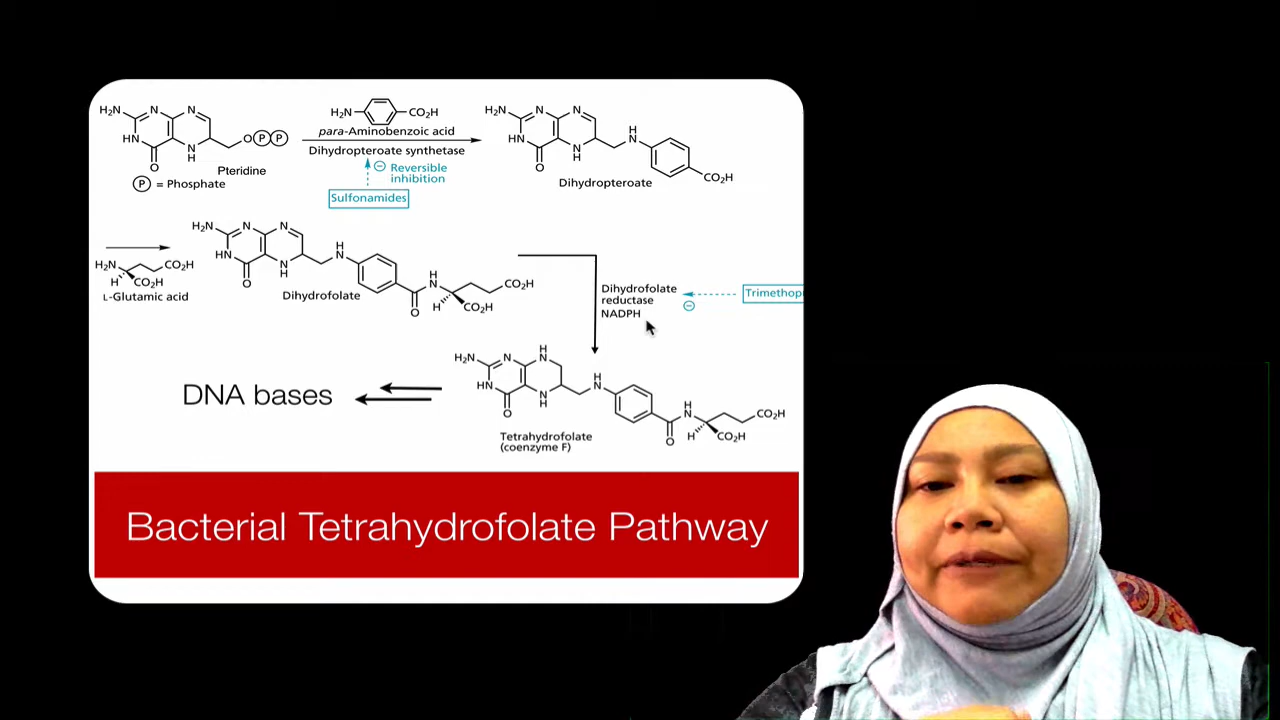 H₂N N N
HN
O N
H
O P P
Pteridine
P = Phosphate
H₂N CO₂H
para-Aminobenzoic acid
Dihydropteroate synthetase
⊖ Reversible
inhibition
Sulfonamides
H₂N N N
HN
O N
H
H
N
CO₂H
Dihydropteroate
H₂N CO₂H
H CO₂H
L-Glutamic acid
H₂N N N
HN
O N
H
H
N
O
H
N
H CO₂H
CO₂H
Dihydrofolate
Dihydrofolate
reductase
NADPH
⊖
Trimethop
DNA bases
H₂N N H
N
HN
O N
H
H
N
O
H
N
H CO₂H
CO₂H
Tetrahydrofolate
(coenzyme F)
Bacterial Tetrahydrofolate Pathway